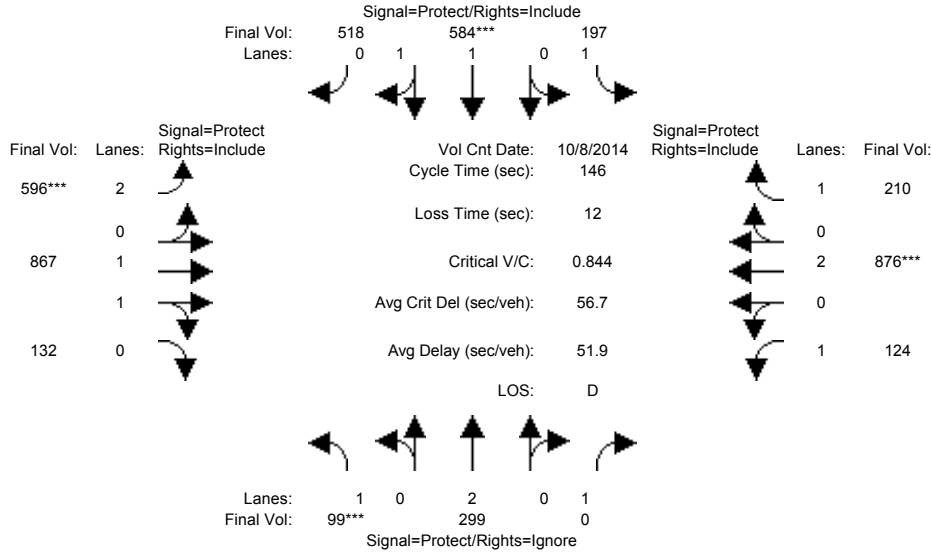 Signal=Protect/Rights=Include
Final Vol: 518 584*** 197
Lanes: 0 1 1 0 1
Signal=Protect Signal=Protect
Final Vol: Lanes: Rights=Include Vol Cnt Date: 10/8/2014 Rights=Include Lanes: Final Vol:
Cycle Time (sec): 146
596*** 2 1 210
Loss Time (sec): 12
0 0
867 1 Critical V/C: 0.844 2 876***
1 Avg Crit Del (sec/veh): 56.7 0
132 0 Avg Delay (sec/veh): 51.9 1 124
LOS: D
Lanes: 1 0 2 0 1
Final Vol: 99*** 299 0
Signal=Protect/Rights=Ignore